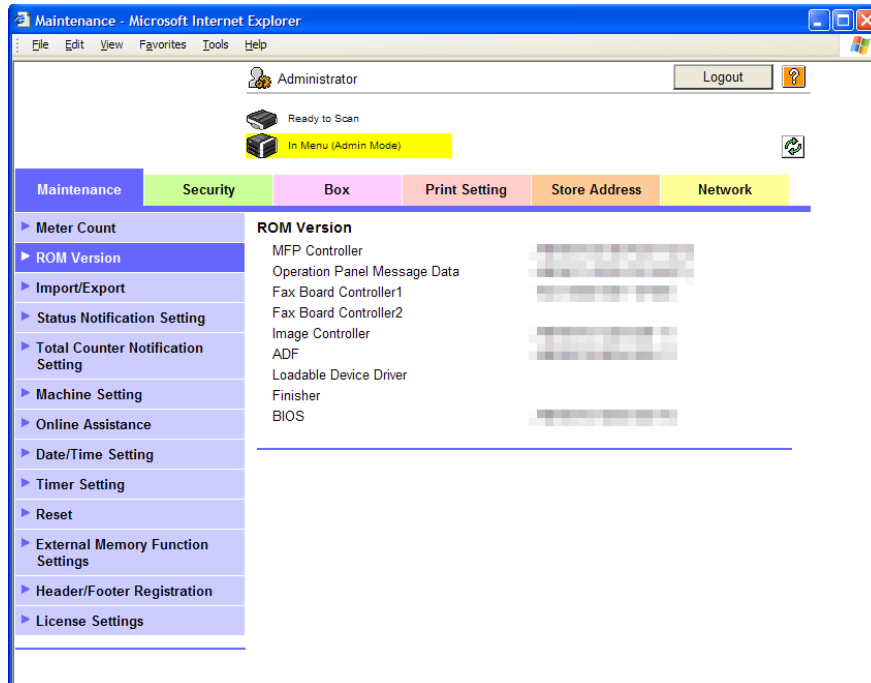 Maintenance - Microsoft Internet Explorer
File Edit View Favorites Tools Help
Administrator
Logout
?
Ready to Scan
In Menu (Admin Mode)
Maintenance Security Box Print Setting Store Address Network
Meter Count
ROM Version
Import/Export
Status Notification Setting
Total Counter Notification
Setting
Machine Setting
Online Assistance
Date/Time Setting
Timer Setting
Reset
External Memory Function
Settings
Header/Footer Registration
License Settings
ROM Version
MFP Controller
Operation Panel Message Data
Fax Board Controller1
Fax Board Controller2
Image Controller
ADF
Loadable Device Driver
Finisher
BIOS